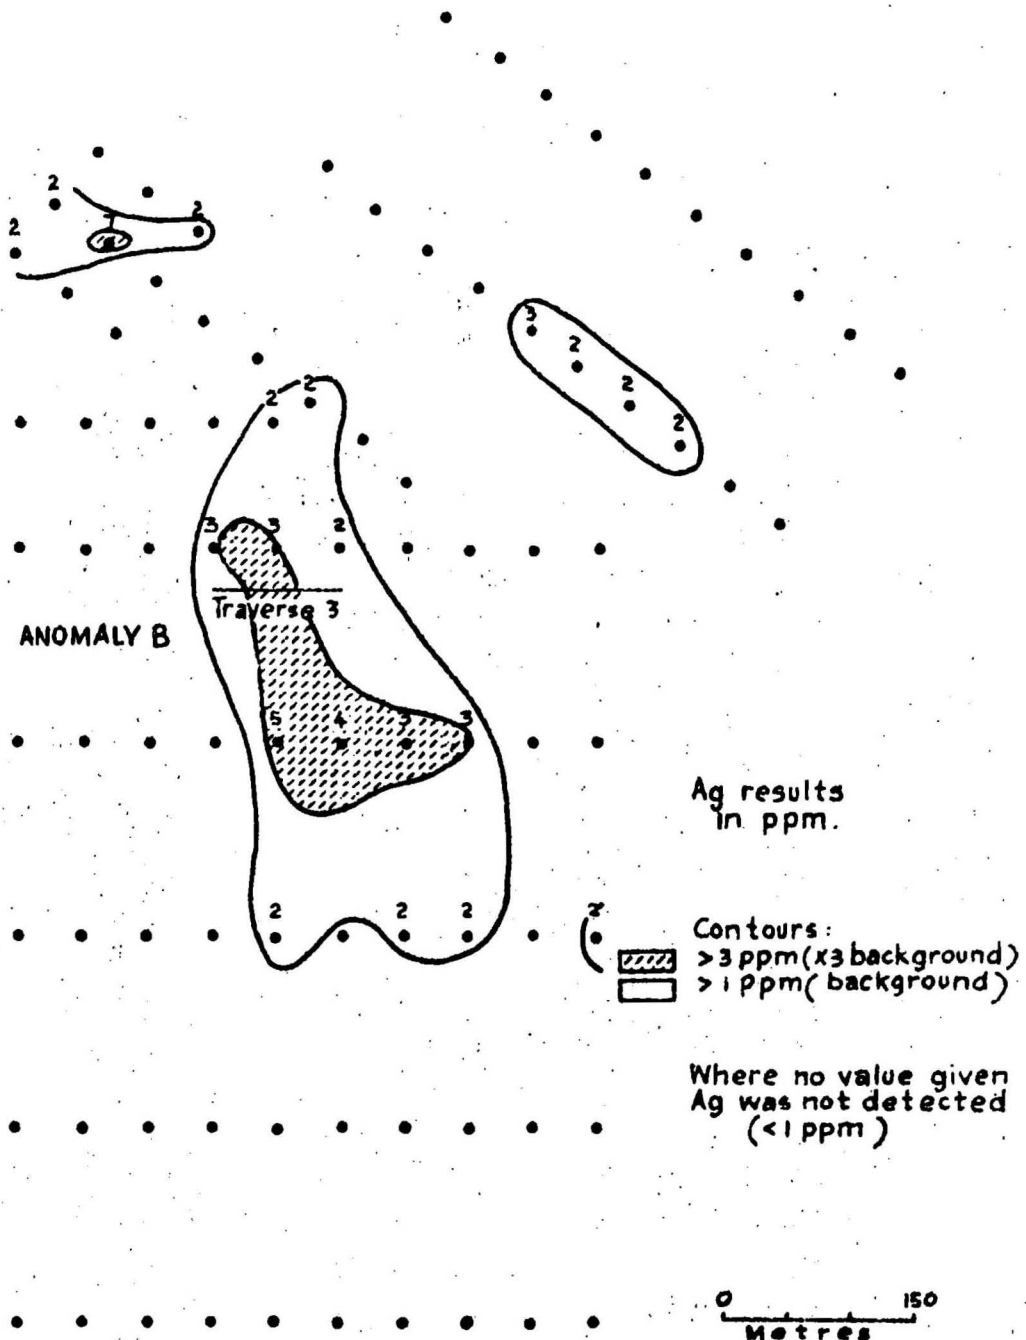 2
2
2
3
2
2
2
2
2
3 3 2
Traverse 3
ANOMALY B
5 4 3 3
Ag results
in ppm.
2 2 2 2
Contours:
>3 ppm (x3 background)
>1 ppm (background)
Where no value given
Ag was not detected
(<1 ppm)
0 150
Metres